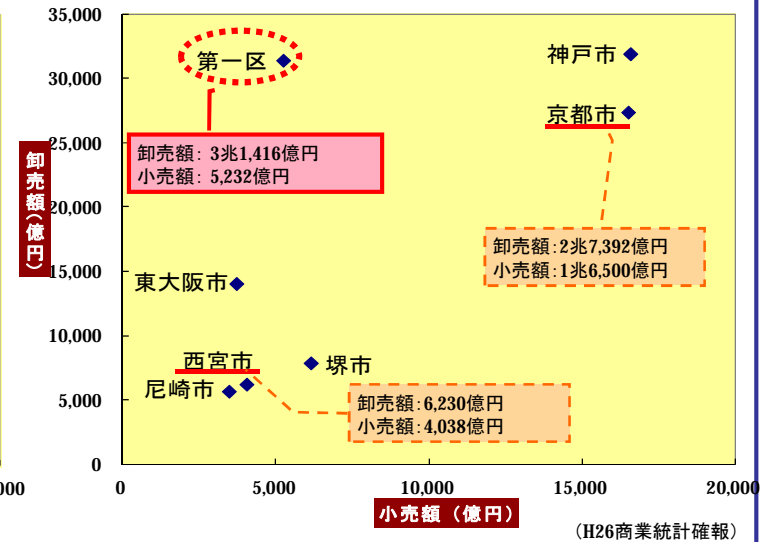 35,000
30,000
25,000
20,000
15,000
10,000
5,000
0
卸売額(億円)
第一区
神戸市
京都市
卸売額: 3兆1,416億円
小売額: 5,232億円
卸売額:2兆7,392億円
小売額:1兆6,500億円
東大阪市
西宮市
堺市
尼崎市
卸売額:6,230億円
小売額:4,038億円
000
0
5,000
10,000
15,000
20,000
小売額（億円）
(H26商業統計確報)